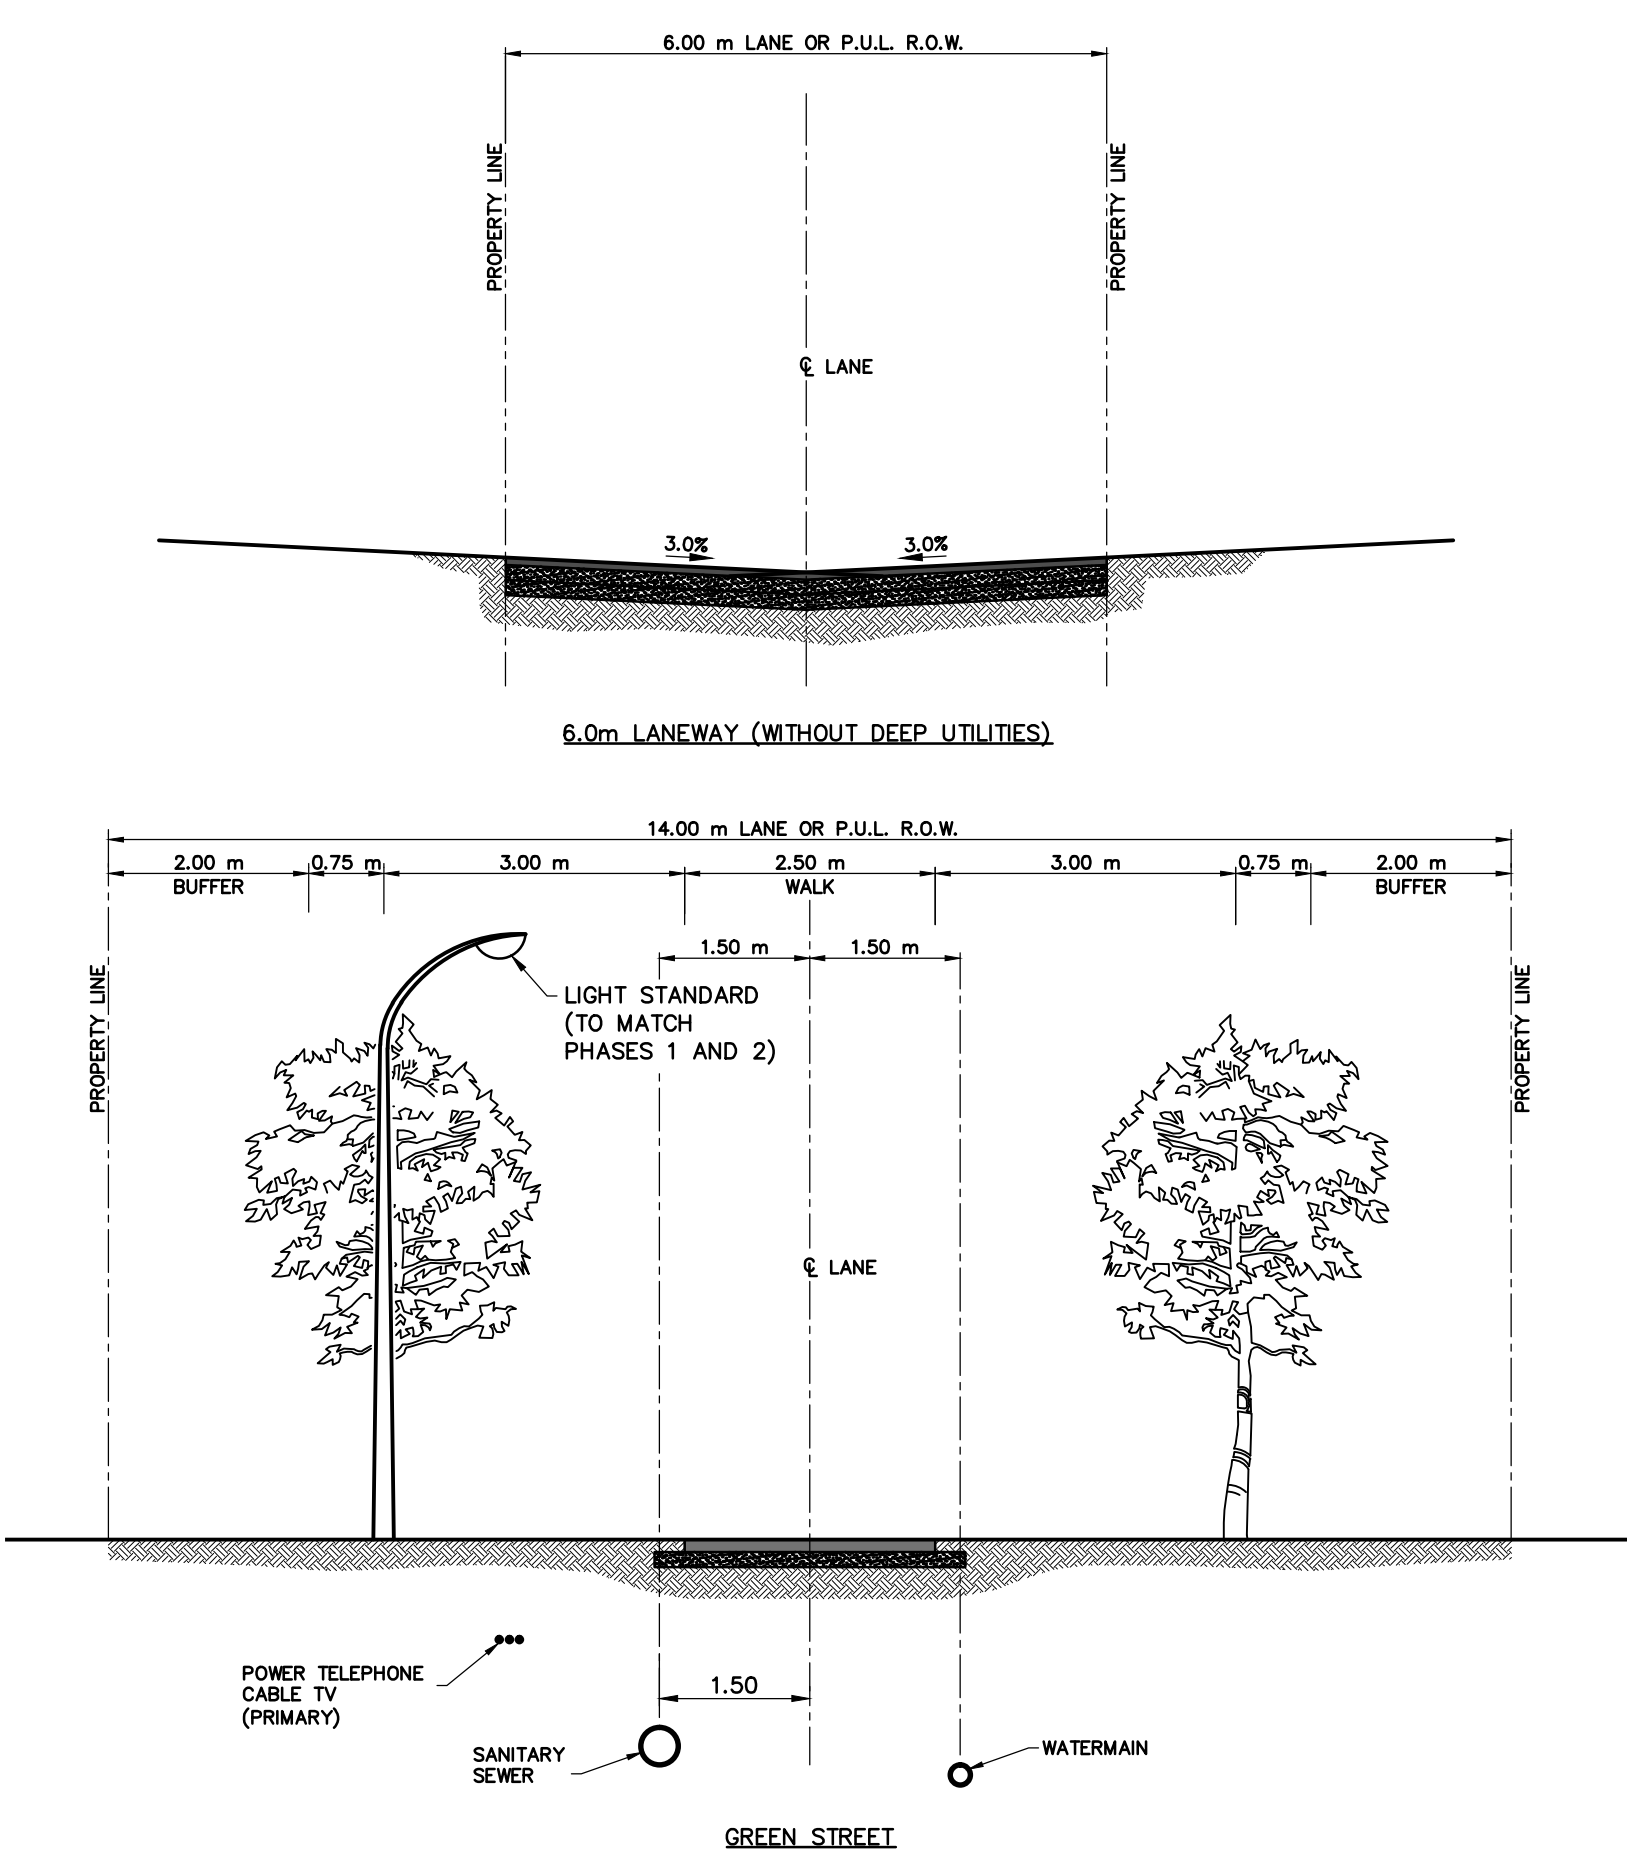 6.00 m LANE OR P.U.L. R.O.W.
PROPERTY LINE
PROPERTY LINE
℄ LANE
3.0%
3.0%
6.0m LANEWAY (WITHOUT DEEP UTILITIES)
14.00 m LANE OR P.U.L. R.O.W.
2.00 m
0.75 m
3.00 m
2.50 m
3.00 m
0.75 m
2.00 m
BUFFER
WALK
BUFFER
1.50 m
1.50 m
PROPERTY LINE
PROPERTY LINE
LIGHT STANDARD
(TO MATCH
PHASES 1 AND 2)
℄ LANE
POWER TELEPHONE
CABLE TV
(PRIMARY)
1.50
SANITARY
SEWER
WATERMAIN
GREEN STREET